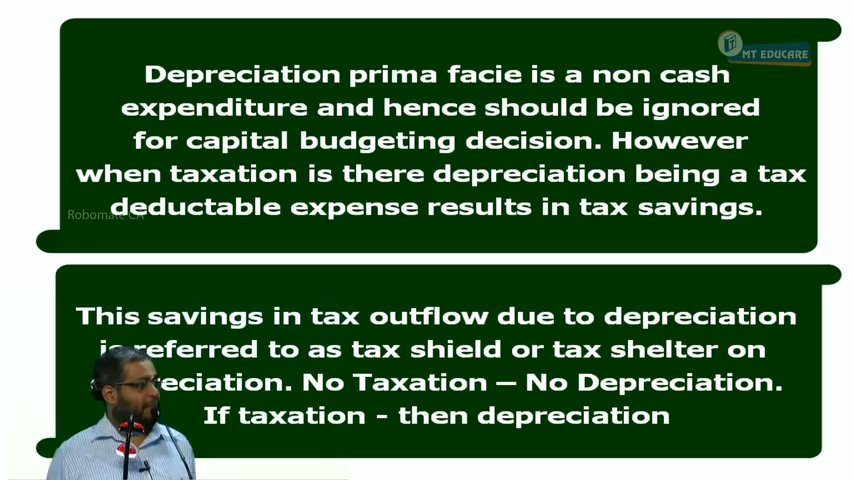 MT EDUCARE
Depreciation prima facie is a non cash
expenditure and hence should be ignored
for capital budgeting decision. However
when taxation is there depreciation being a tax
deductable expense results in tax savings.
Robomate CA
This savings in tax outflow due to depreciation
is referred to as tax shield or tax shelter on
reciation. No Taxation – No Depreciation.
If taxation - then depreciation